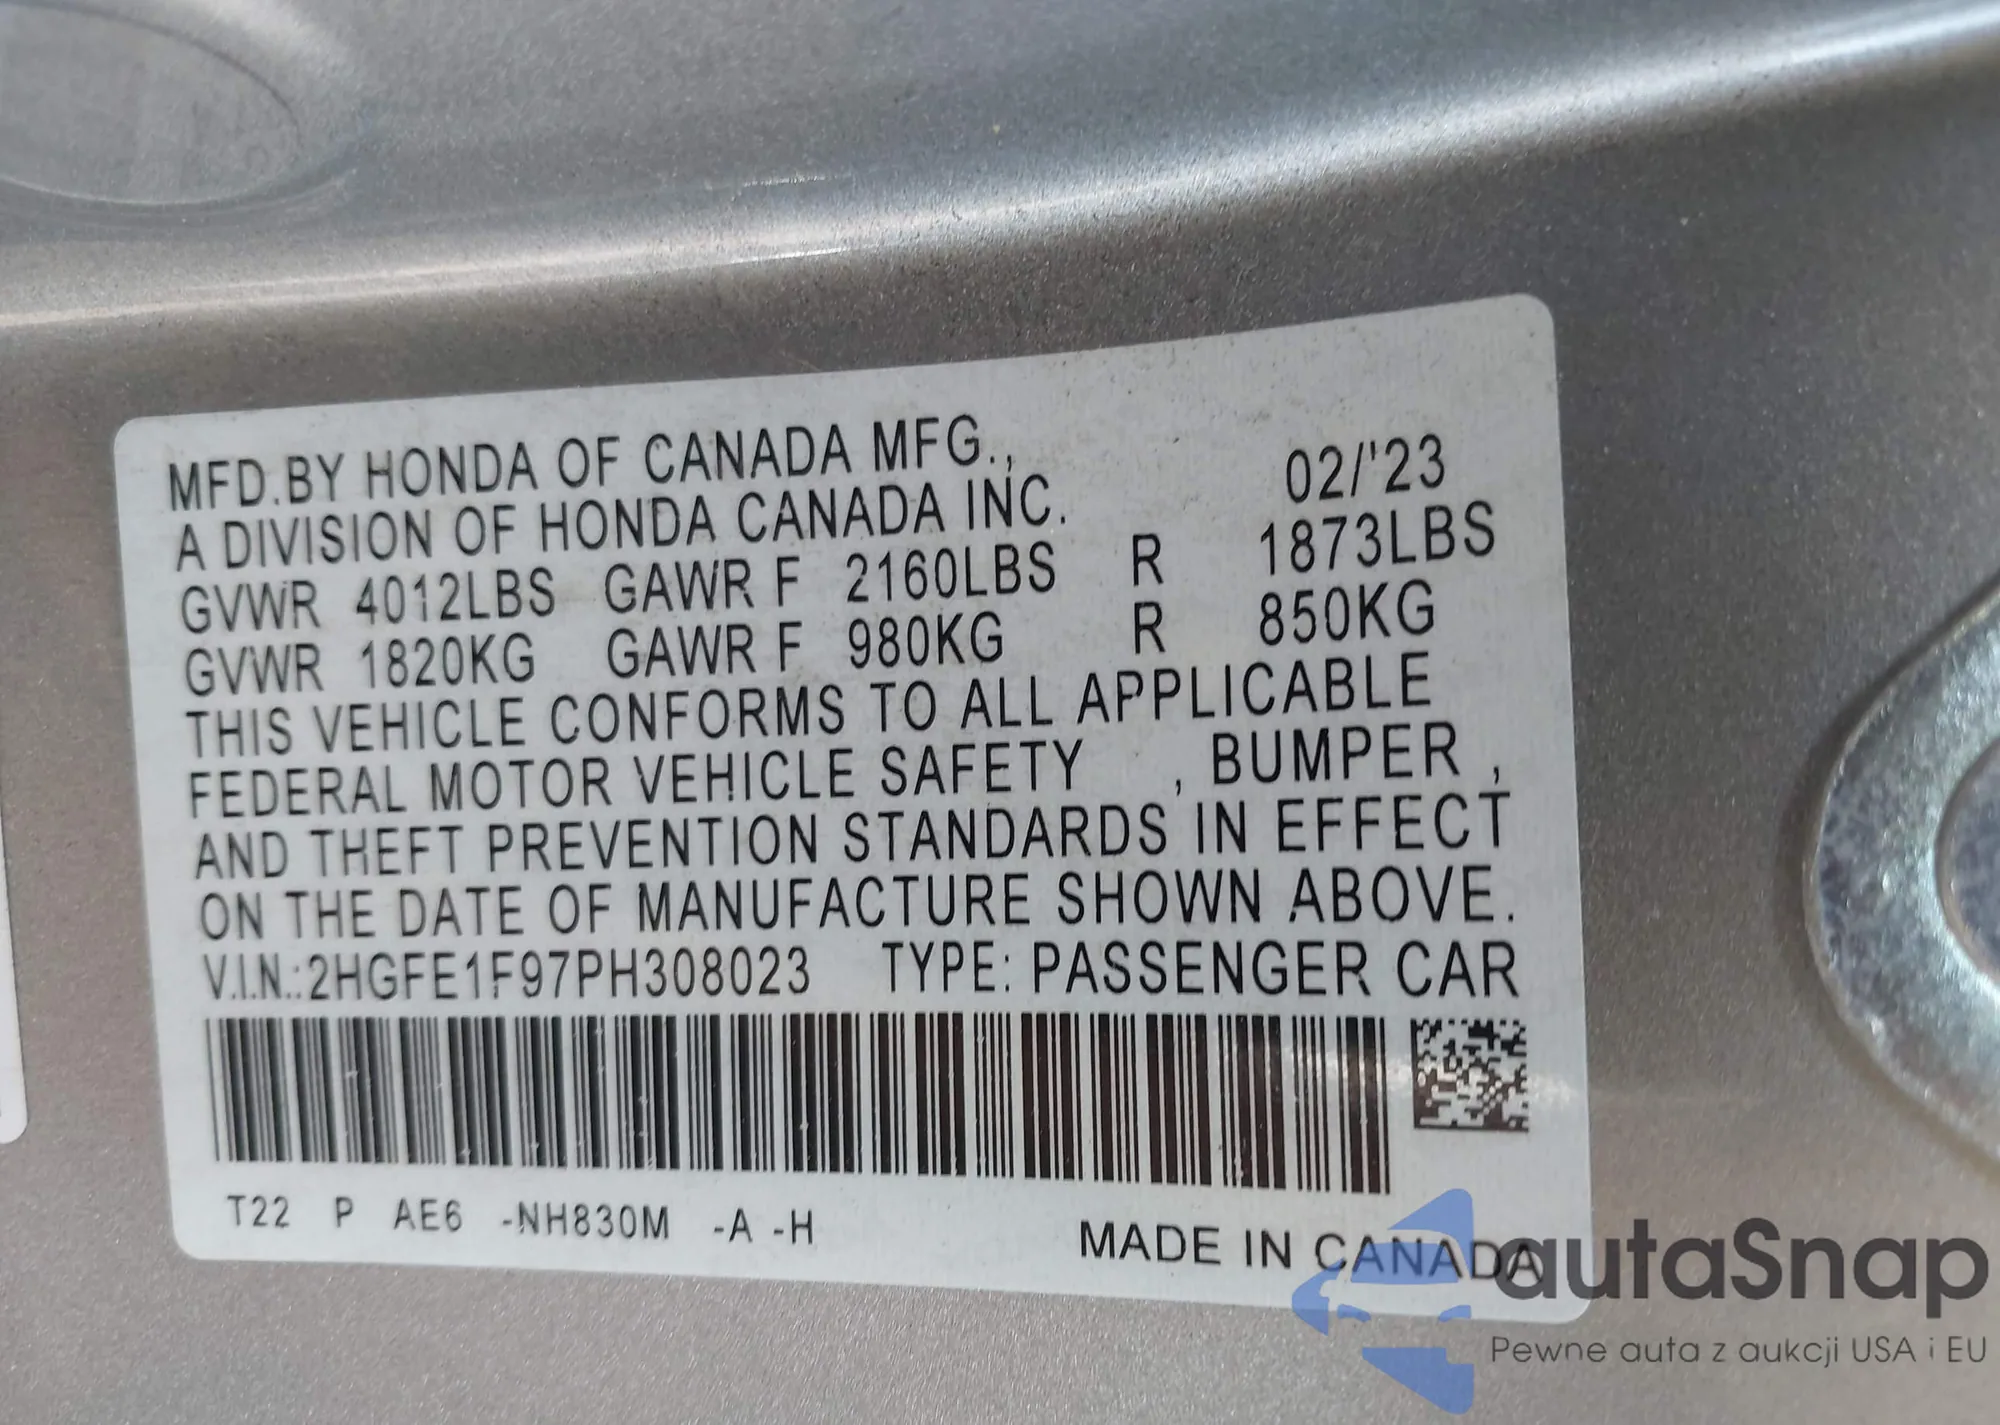 MFD.BY HONDA OF CANADA MFG.,
A DIVISION OF HONDA CANADA INC. 02/'23
GVWR 4012LBS GAWR F 2160LBS R 1873LBS
GVWR 1820KG GAWR F 980KG R 850KG
THIS VEHICLE CONFORMS TO ALL APPLICABLE
FEDERAL MOTOR VEHICLE SAFETY , BUMPER ,
AND THEFT PREVENTION STANDARDS IN EFFECT
ON THE DATE OF MANUFACTURE SHOWN ABOVE.
V.I.N.:2HGFE1F97PH308023 TYPE: PASSENGER CAR
T22 P AE6 -NH830M -A -H
MADE IN CANADA
autaSnap
Pewne auta z aukcji USA i EU